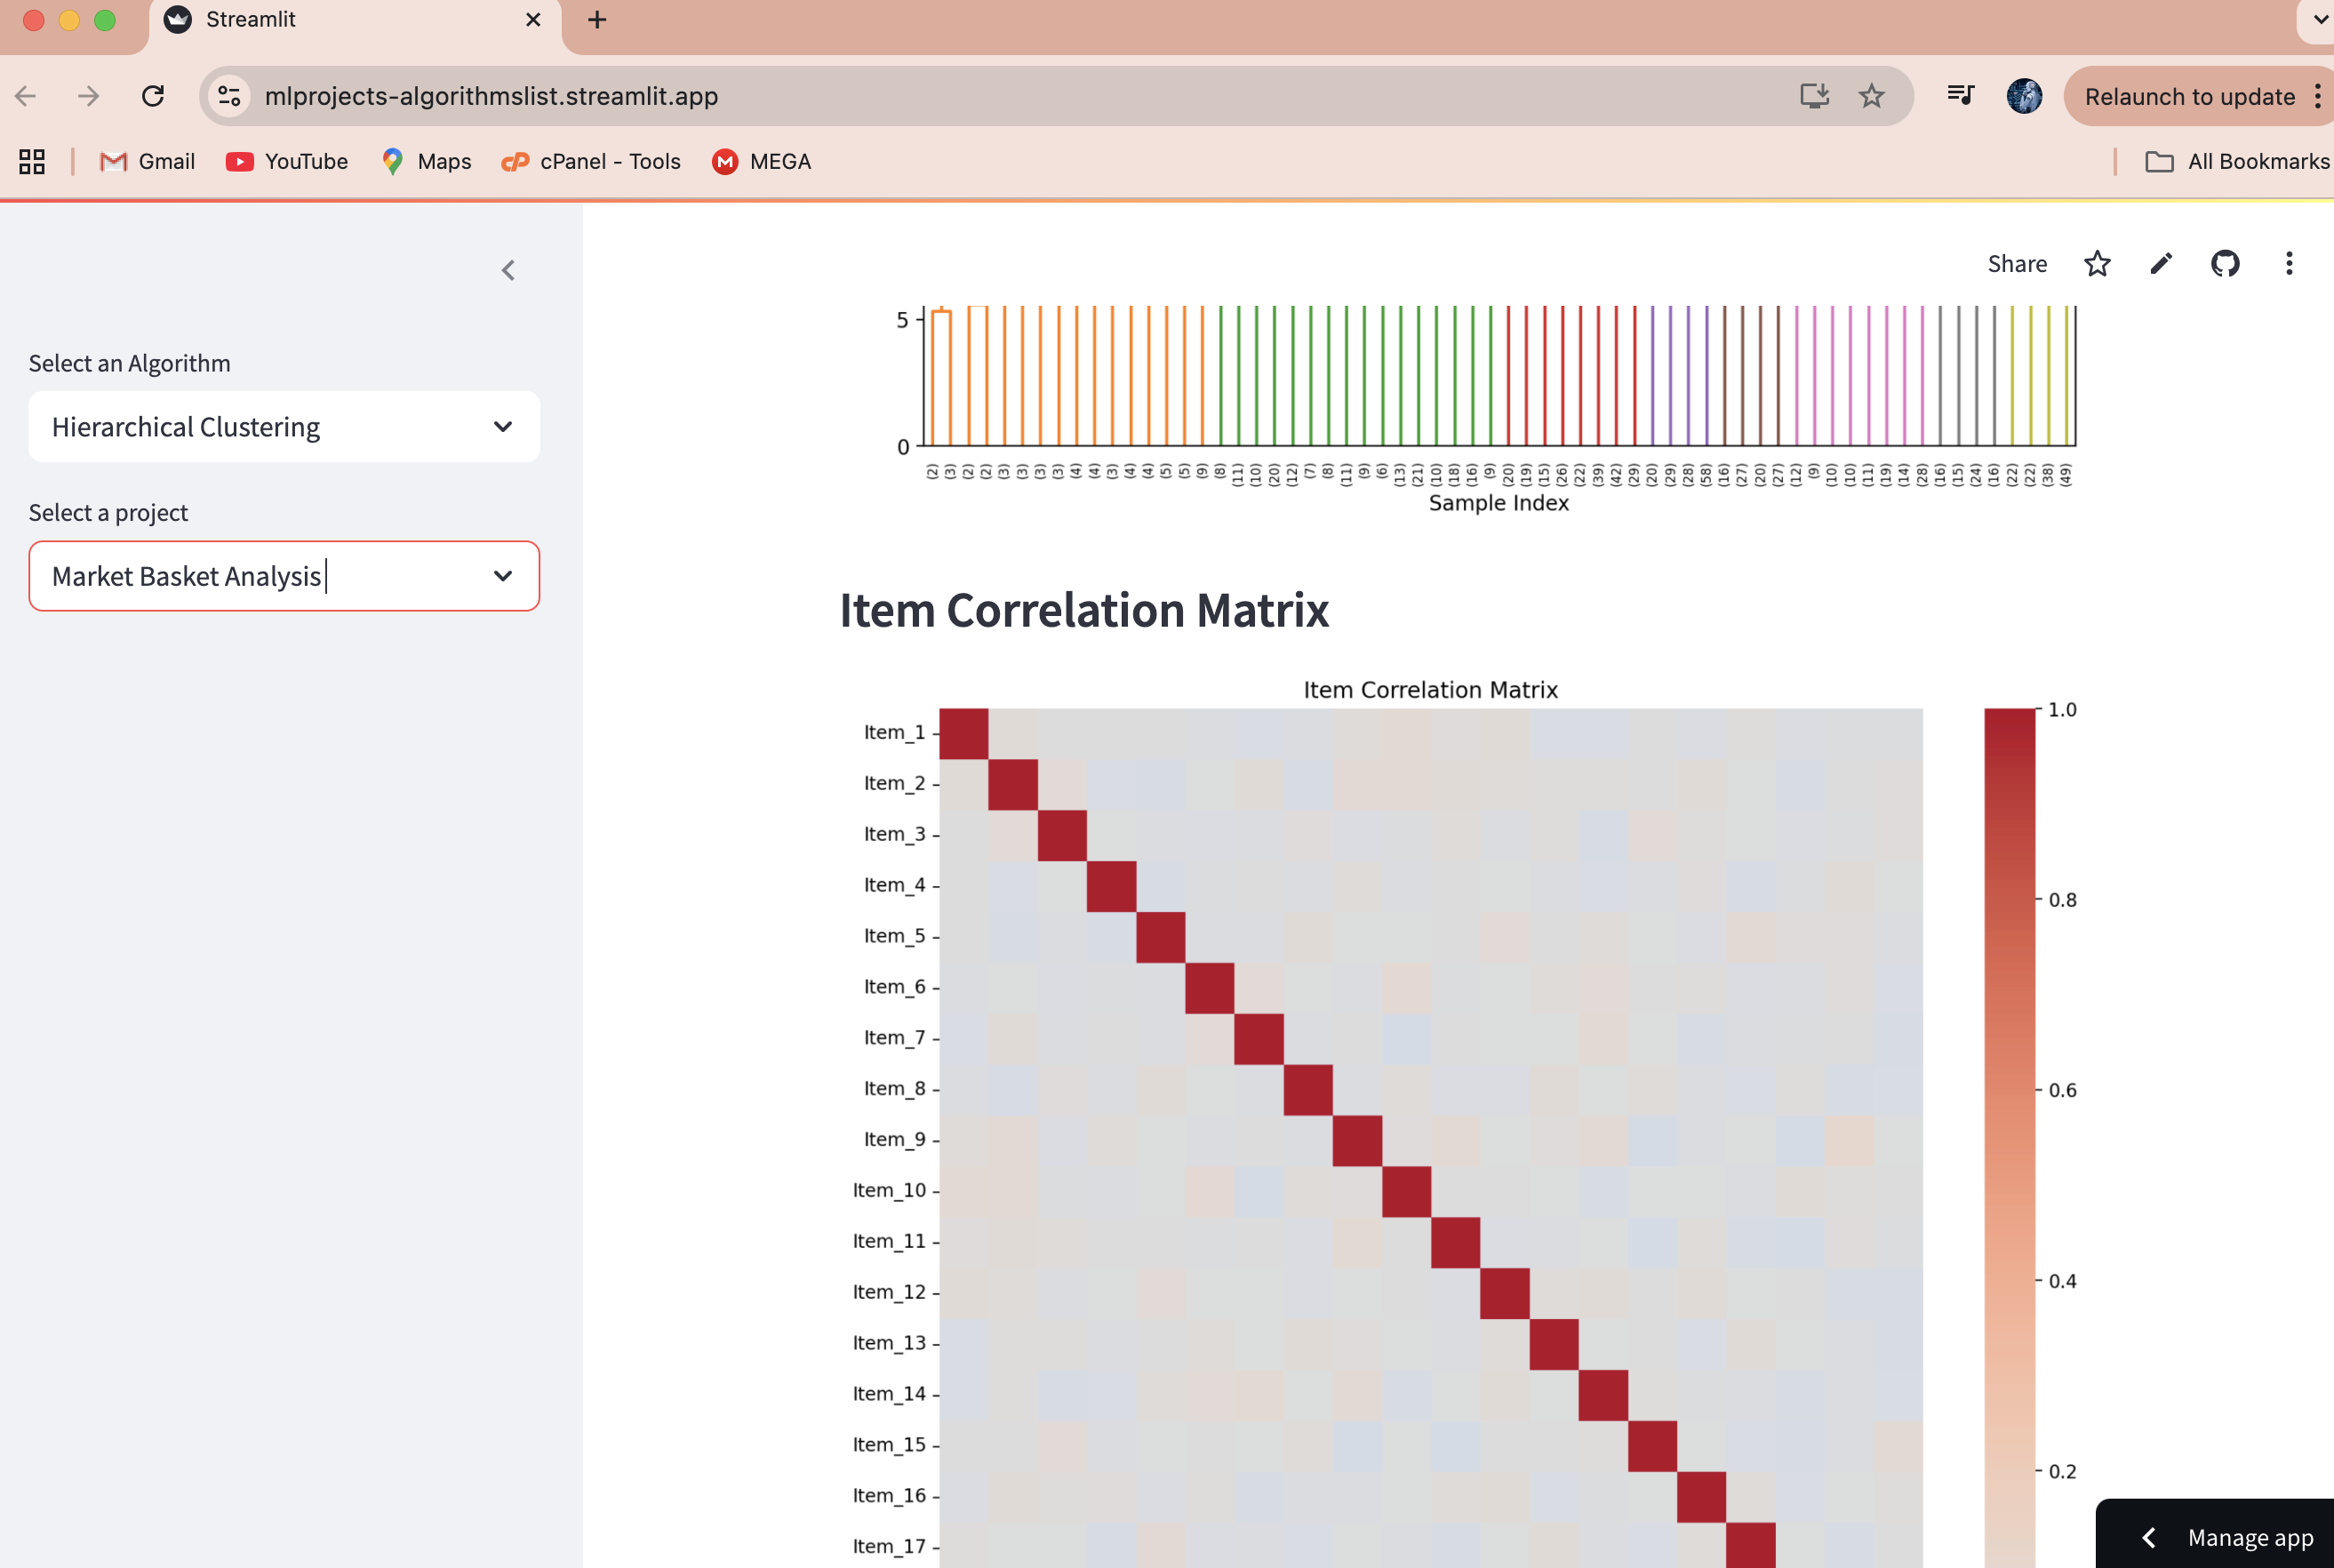 Streamlit
mlprojects-algorithmslist.streamlit.app
Relaunch to update
Gmail
YouTube
Maps
cPanel - Tools
MEGA
All Bookmarks
Share
Select an Algorithm
Hierarchical Clustering
Select a project
Market Basket Analysis
5
0
(2) (3) (2) (2) (3) (3) (3) (3) (4) (4) (3) (4) (4) (5) (5) (9) (8) (11) (10) (20) (12) (7) (8) (11) (9) (6) (13) (21) (10) (18) (16) (9) (20) (19) (15) (26) (22) (39) (42) (29) (20) (29) (28) (58) (16) (27) (20) (27) (12) (9) (10) (10) (11) (19) (14) (28) (16) (15) (24) (16) (22) (22) (38) (49)
Sample Index
Item Correlation Matrix
Item Correlation Matrix
Item_1
Item_2
Item_3
Item_4
Item_5
Item_6
Item_7
Item_8
Item_9
Item_10
Item_11
Item_12
Item_13
Item_14
Item_15
Item_16
Item_17
1.0
0.8
0.6
0.4
0.2
Manage app